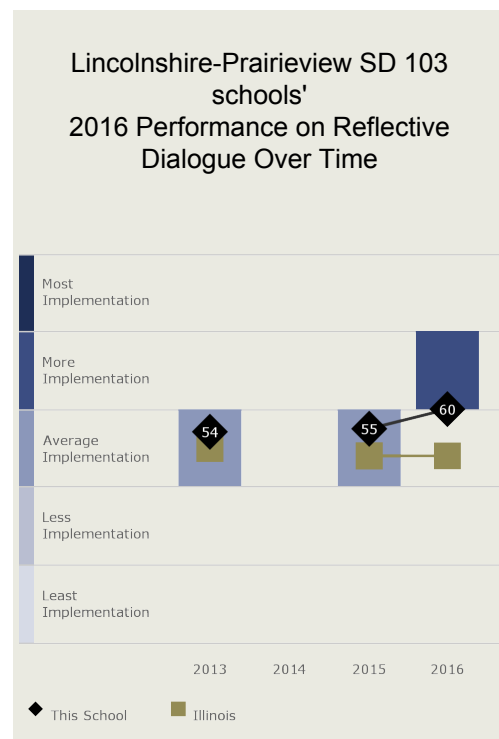 Lincolnshire-Prairieview SD 103
schools'
2016 Performance on Reflective
Dialogue Over Time
Most
Implementation
More
Implementation
60
54
55
Average
Implementation
Less
Implementation
Least
Implementation
2013 2014 2015 2016
This School Illinois